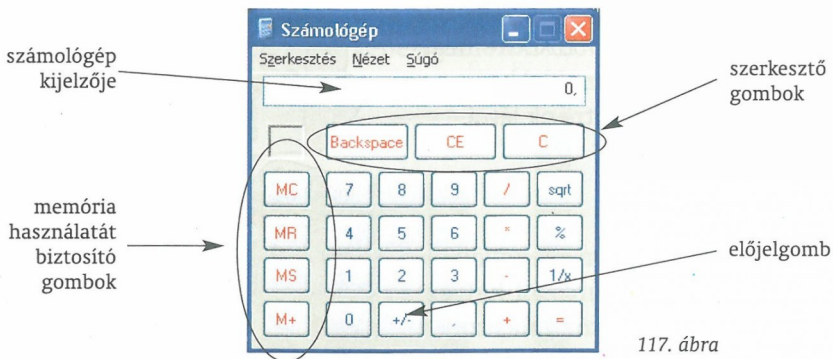 Számológép
Szerkesztés Nézet Súgó
számológép
kijelzője
0,
szerkesztő
gombok
Backspace CE C
MC 7 8 9 / sqrt
memória
használatát
biztosító
gombok
MR 4 5 6 * %
MS 1 2 3 - 1/x
előjelgomb
M+ 0 +/- , + =
117. ábra